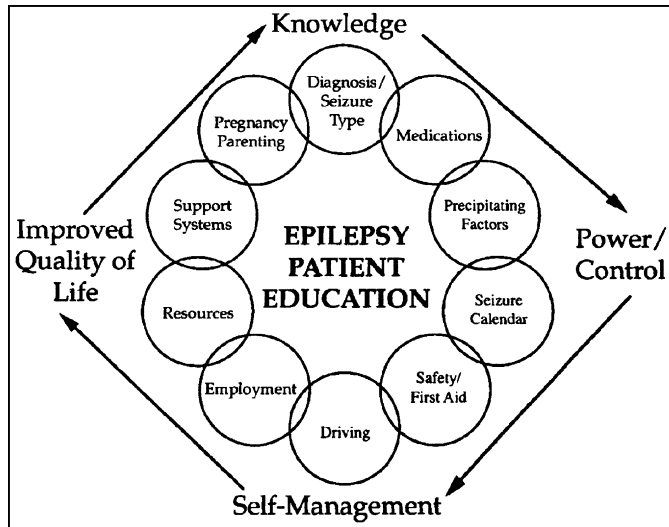 Knowledge
Diagnosis/
Seizure
Type
Medications
Precipitating
Factors
Seizure
Calendar
Safety/
First Aid
Driving
Employment
Resources
Support
Systems
Pregnancy
Parenting
EPILEPSY
PATIENT
EDUCATION
Power/
Control
Self-Management
Improved
Quality of
Life